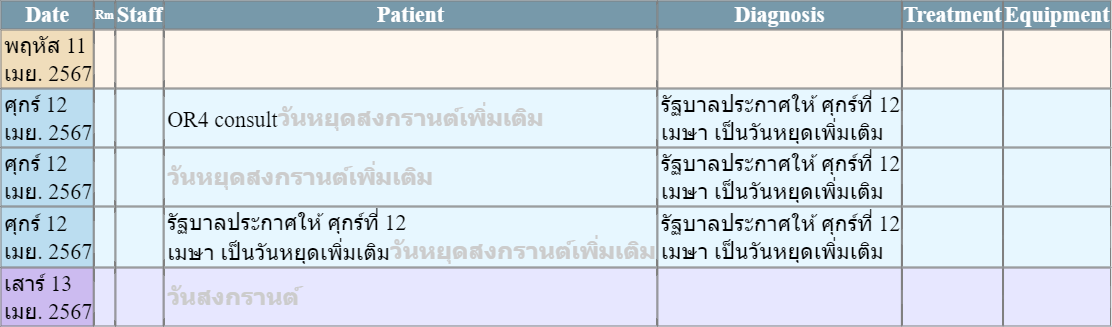 Date Rm Staff Patient Diagnosis Treatment Equipment
พฤหัส 11
เมย. 2567
ศุกร์ 12
เมย. 2567
OR4 consultวันหยุดสงกรานต์เพิ่มเติม
รัฐบาลประกาศให้ ศุกร์ที่ 12
เมษา เป็นวันหยุดเพิ่มเติม
ศุกร์ 12
เมย. 2567
วันหยุดสงกรานต์เพิ่มเติม
รัฐบาลประกาศให้ ศุกร์ที่ 12
เมษา เป็นวันหยุดเพิ่มเติม
ศุกร์ 12
เมย. 2567
รัฐบาลประกาศให้ ศุกร์ที่ 12
เมษา เป็นวันหยุดเพิ่มเติมวันหยุดสงกรานต์เพิ่มเติม
รัฐบาลประกาศให้ ศุกร์ที่ 12
เมษา เป็นวันหยุดเพิ่มเติม
เสาร์ 13
เมย. 2567
วันสงกรานต์